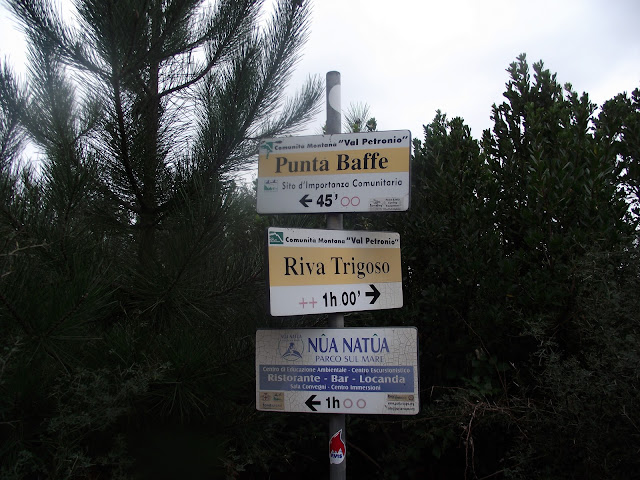 Comunità Montana "Val Petronio"
Punta Baffe
Sito d'Importanza Comunitaria
← 45'
Comunità Montana "Val Petronio"
Riva Trigoso
++ 1h 00' →
NÛA NATÛA
PARCO SUL MARE
Centro di Educazione Ambientale - Centro Escursionistico
Ristorante - Bar - Locanda
Sala Convegni - Centro Immersioni
← 1h
AVIS